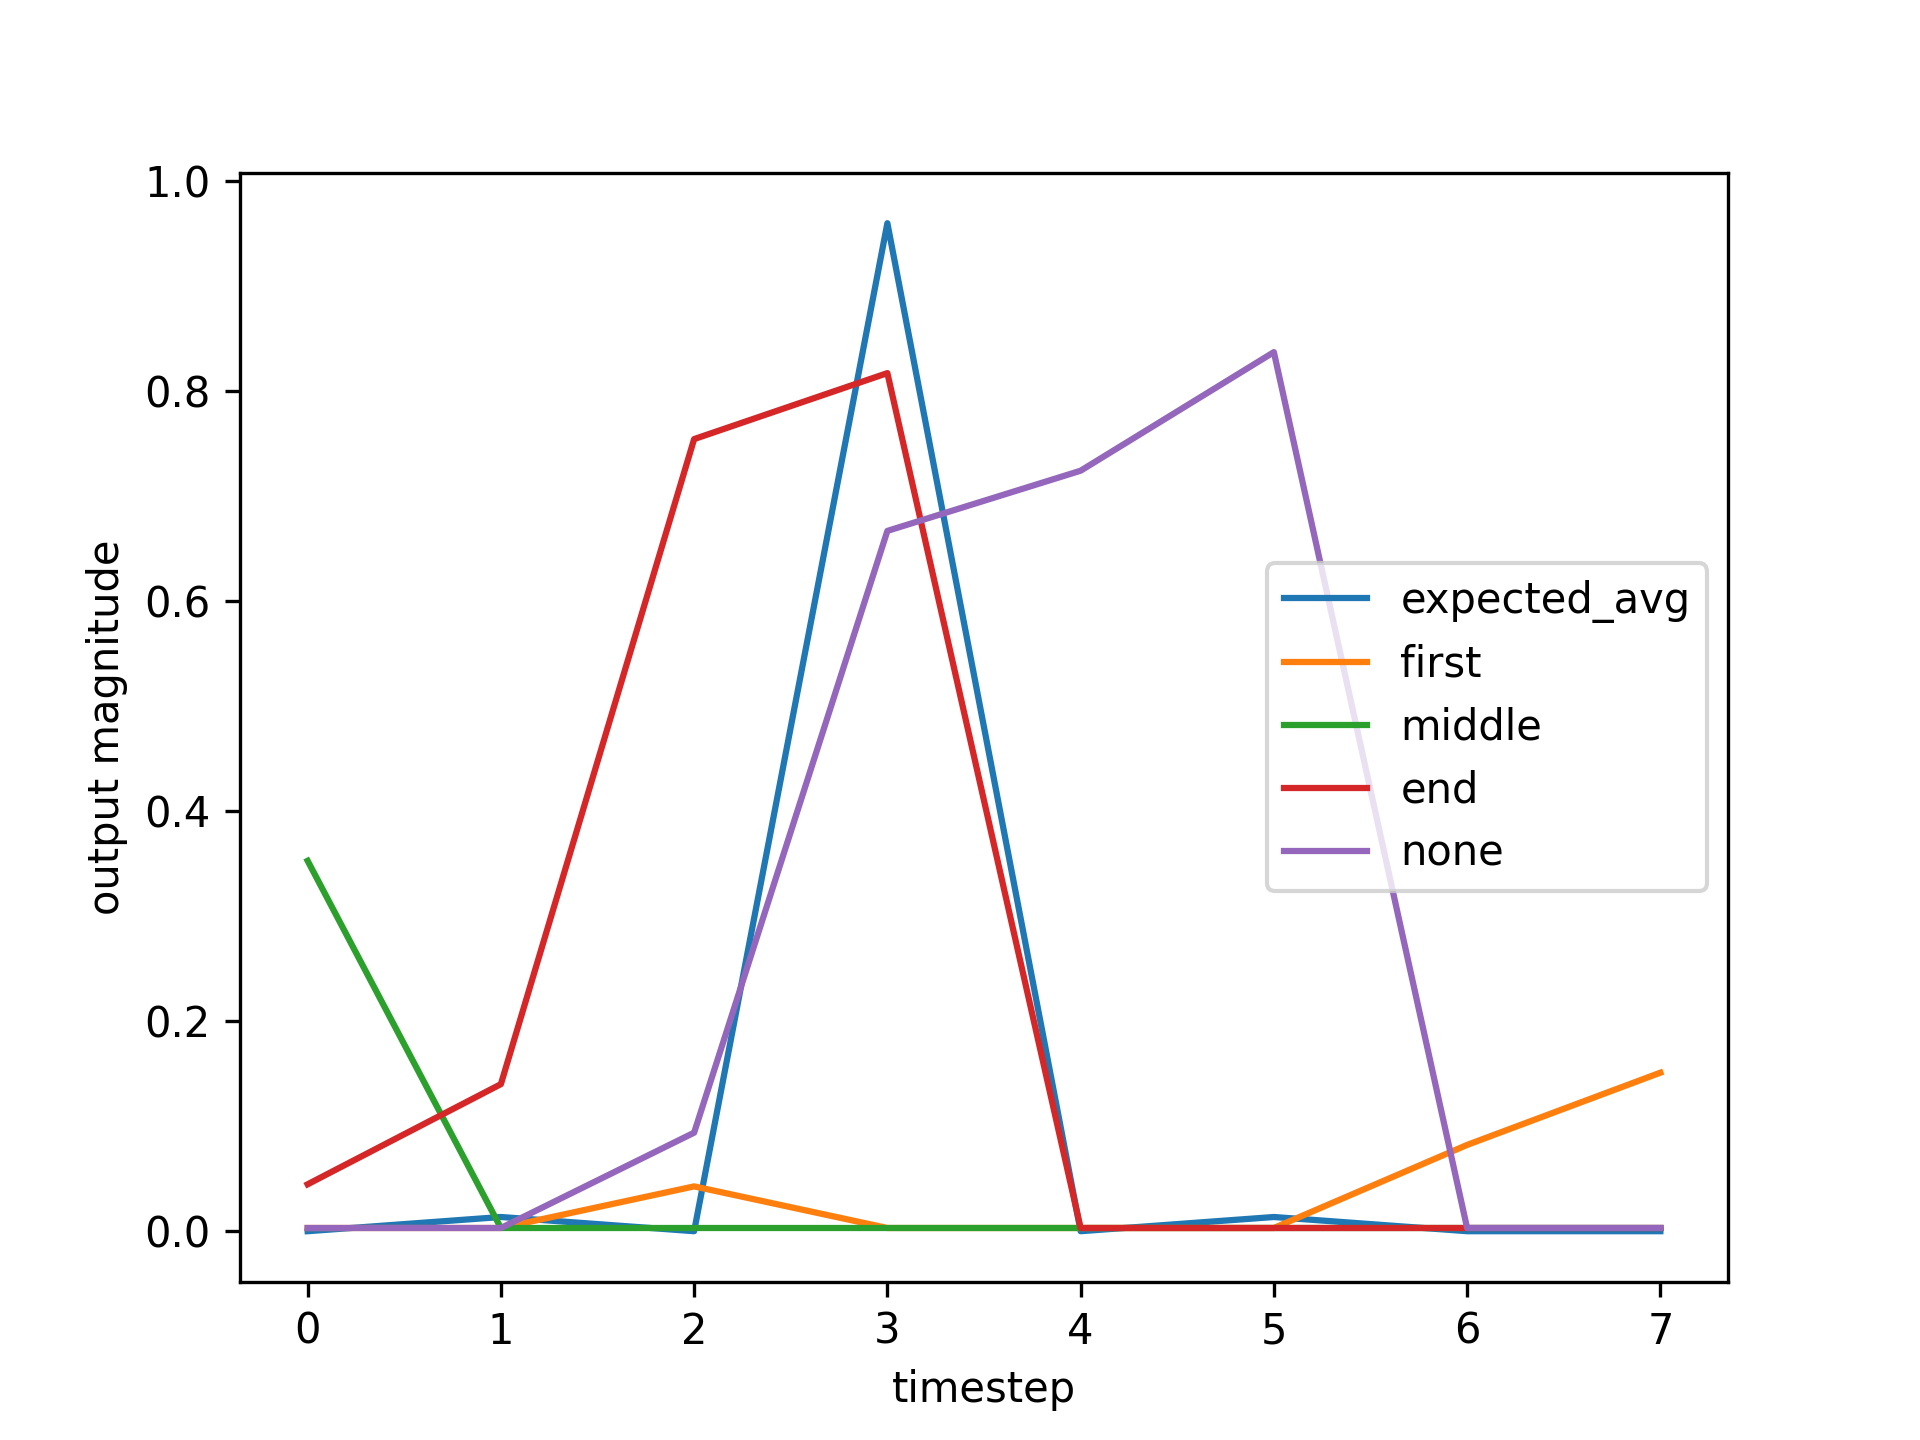 1.0
0.8
0.6
0.4
0.2
0.0
output magnitude
expected_avg
first
middle
end
none
0 1 2 3 4 5 6 7
timestep